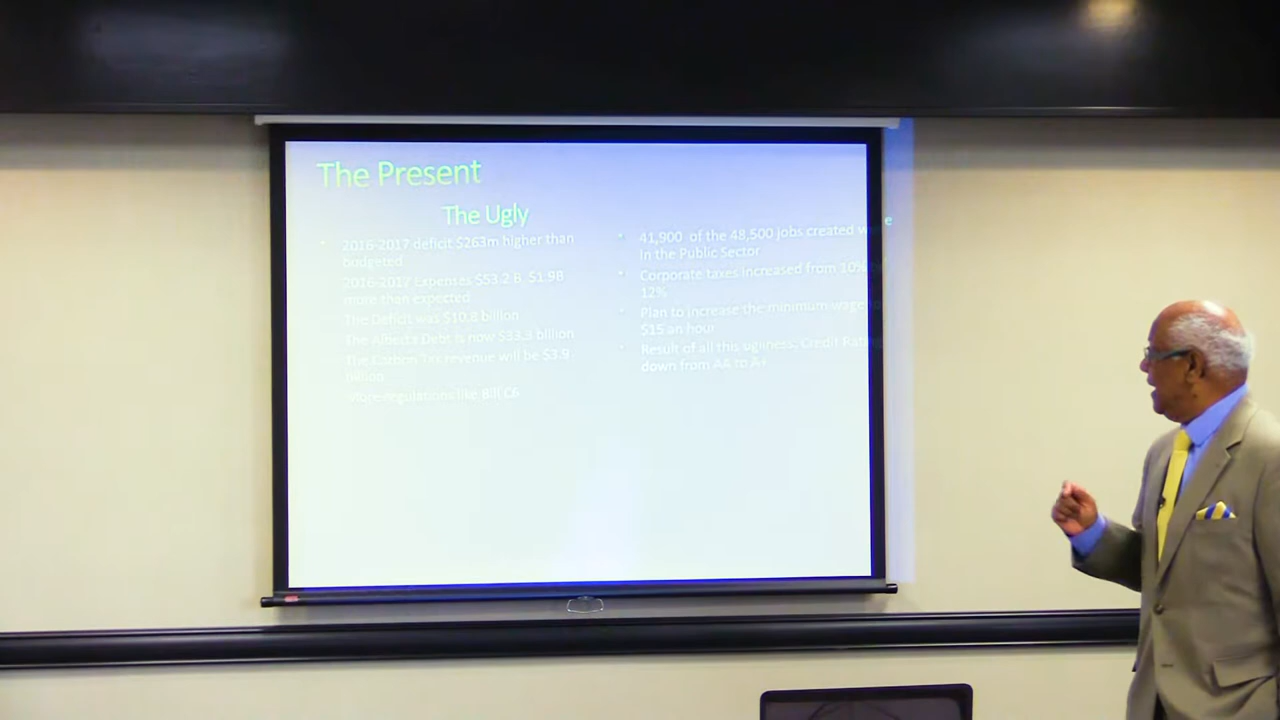 The Present
The Ugly
2016-2017 deficit $263m higher than
budgeted
2016-2017 Expenses $53.2 B $1.9B
more than expected
The Deficit was $10.8 billion
The Alberta Debt is now $33.3 billion
The Carbon Tax revenue will be $3.9
billion
More regulations like Bill C6
41,900 of the 48,500 jobs created were
In the Public Sector
Corporate taxes increased from 10%
12%
Plan to increase the minimum wage
$15 an hour
Result of all this ugliness, Credit
down from AA to A+